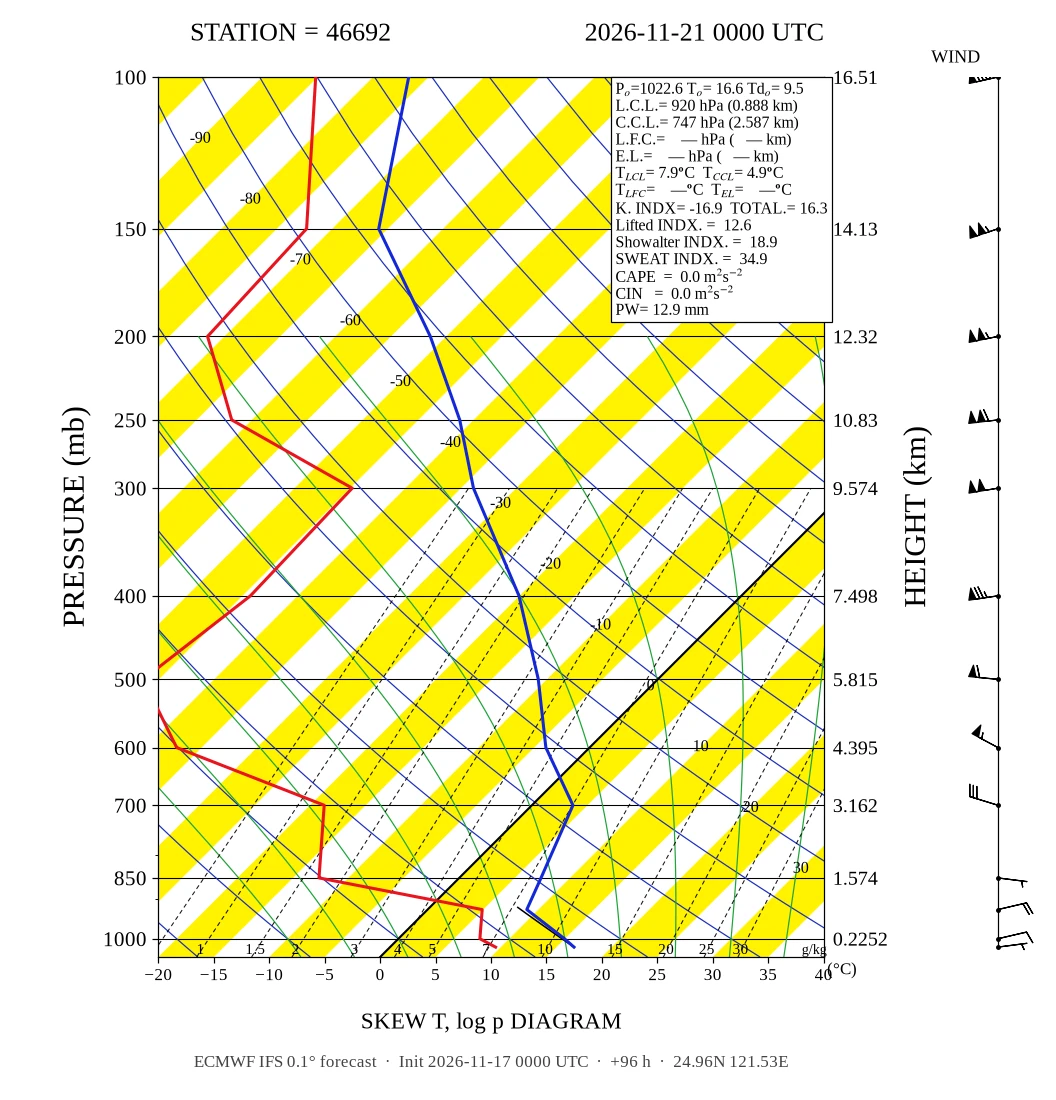 STATION = 46692
2026-11-21 0000 UTC
WIND
P₀=1022.6 T₀= 16.6 Td₀= 9.5
L.C.L.= 920 hPa (0.888 km)
C.C.L.= 747 hPa (2.587 km)
L.F.C.= — hPa ( — km)
E.L.= — hPa ( — km)
T_LCL= 7.9°C T_CCL= 4.9°C
T_LFC= —°C T_EL= —°C
K. INDX= -16.9 TOTAL.= 16.3
Lifted INDX. = 12.6
Showalter INDX. = 18.9
SWEAT INDX. = 34.9
CAPE = 0.0 m²s⁻²
CIN = 0.0 m²s⁻²
PW= 12.9 mm
PRESSURE (mb)
100
150
200
250
300
400
500
600
700
850
1000
-90
-80
-70
-60
-50
-40
-30
-20
-10
0
10
20
30
16.51
14.13
12.32
10.83
9.574
7.498
5.815
4.395
3.162
1.574
0.2252
HEIGHT (km)
1 1.5 2 3 4 5 7 10 15 20 25 30 g/kg
−20 −15 −10 −5 0 5 10 15 20 25 30 35 40 (°C)
SKEW T, log p DIAGRAM
ECMWF IFS 0.1° forecast · Init 2026-11-17 0000 UTC · +96 h · 24.96N 121.53E